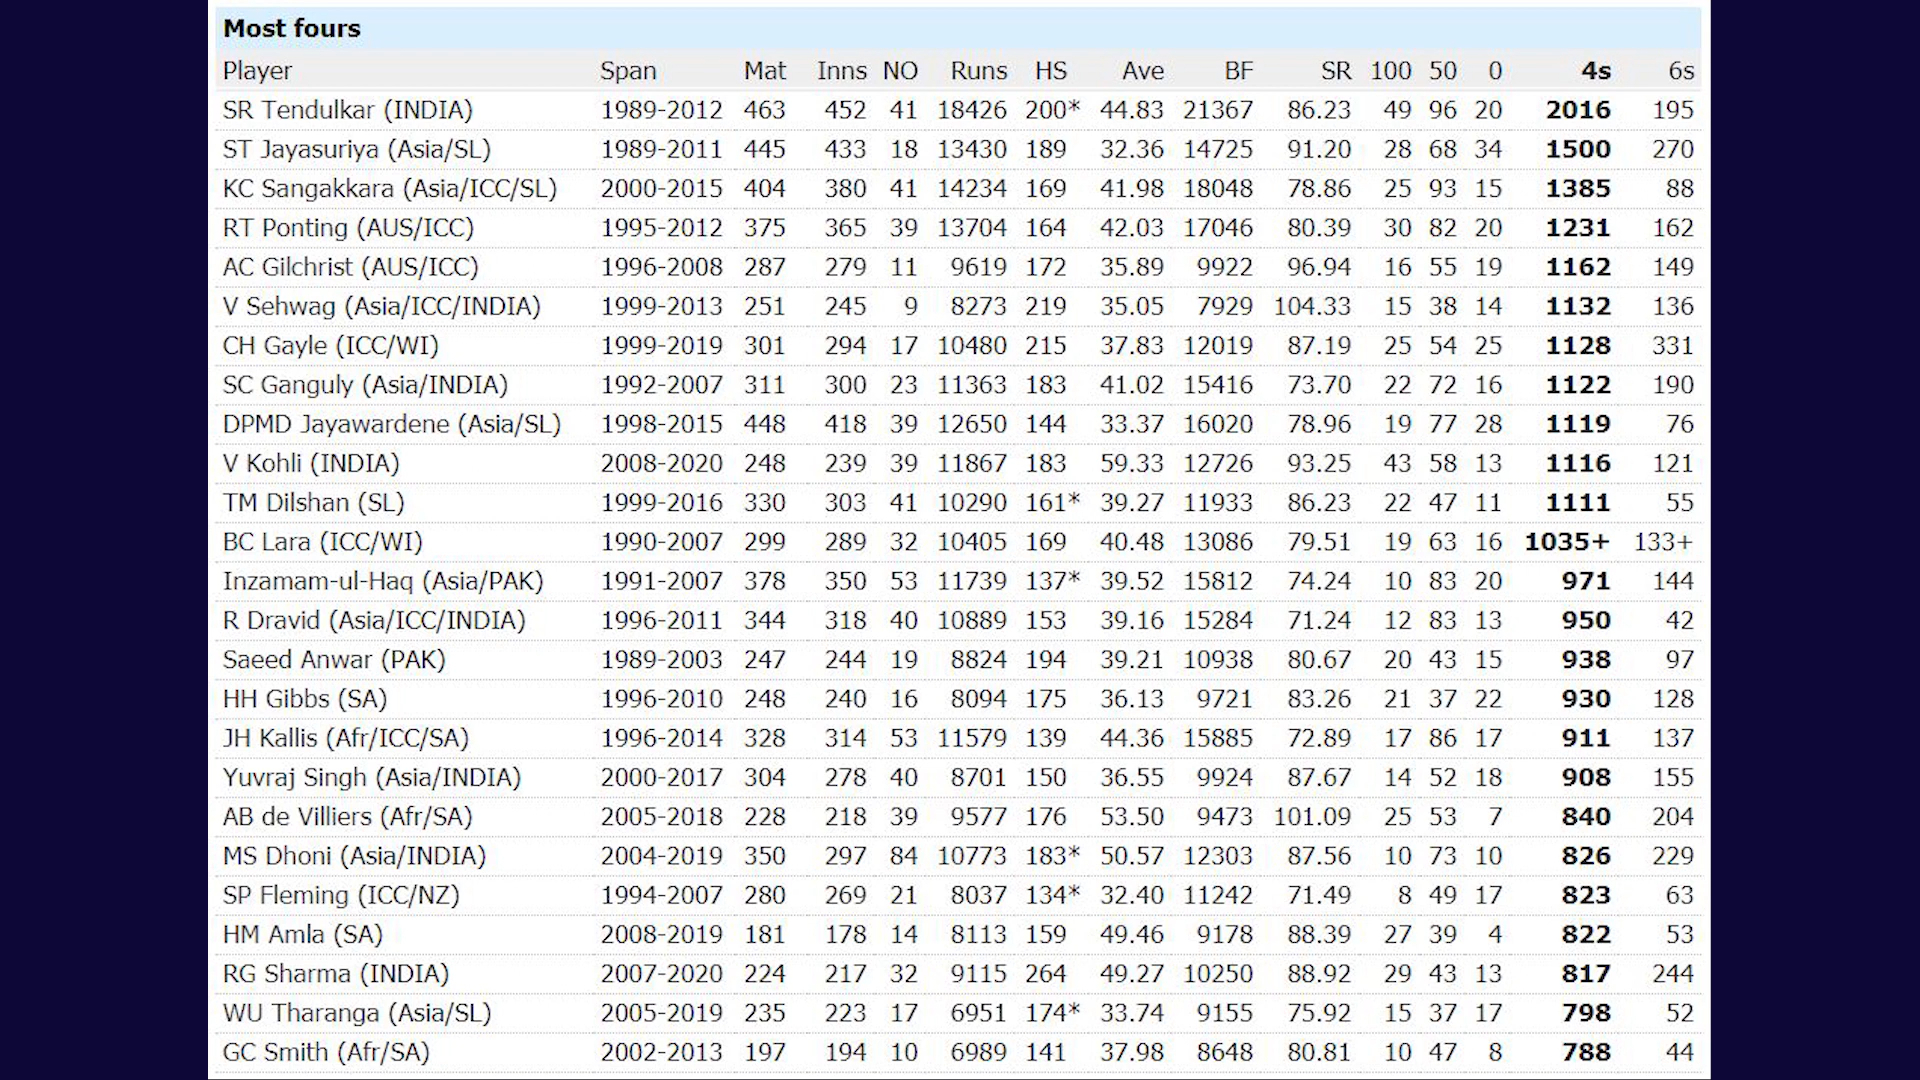 Most fours
Player Span Mat Inns NO Runs HS Ave BF SR 100 50 0 4s 6s
SR Tendulkar (INDIA) 1989-2012 463 452 41 18426 200* 44.83 21367 86.23 49 96 20 2016 195
ST Jayasuriya (Asia/SL) 1989-2011 445 433 18 13430 189 32.36 14725 91.20 28 68 34 1500 270
KC Sangakkara (Asia/ICC/SL) 2000-2015 404 380 41 14234 169 41.98 18048 78.86 25 93 15 1385 88
RT Ponting (AUS/ICC) 1995-2012 375 365 39 13704 164 42.03 17046 80.39 30 82 20 1231 162
AC Gilchrist (AUS/ICC) 1996-2008 287 279 11 9619 172 35.89 9922 96.94 16 55 19 1162 149
V Sehwag (Asia/ICC/INDIA) 1999-2013 251 245 9 8273 219 35.05 7929 104.33 15 38 14 1132 136
CH Gayle (ICC/WI) 1999-2019 301 294 17 10480 215 37.83 12019 87.19 25 54 25 1128 331
SC Ganguly (Asia/INDIA) 1992-2007 311 300 23 11363 183 41.02 15416 73.70 22 72 16 1122 190
DPMD Jayawardene (Asia/SL) 1998-2015 448 418 39 12650 144 33.37 16020 78.96 19 77 28 1119 76
V Kohli (INDIA) 2008-2020 248 239 39 11867 183 59.33 12726 93.25 43 58 13 1116 121
TM Dilshan (SL) 1999-2016 330 303 41 10290 161* 39.27 11933 86.23 22 47 11 1111 55
BC Lara (ICC/WI) 1990-2007 299 289 32 10405 169 40.48 13086 79.51 19 63 16 1035+ 133+
Inzamam-ul-Haq (Asia/PAK) 1991-2007 378 350 53 11739 137* 39.52 15812 74.24 10 83 20 971 144
R Dravid (Asia/ICC/INDIA) 1996-2011 344 318 40 10889 153 39.16 15284 71.24 12 83 13 950 42
Saeed Anwar (PAK) 1989-2003 247 244 19 8824 194 39.21 10938 80.67 20 43 15 938 97
HH Gibbs (SA) 1996-2010 248 240 16 8094 175 36.13 9721 83.26 21 37 22 930 128
JH Kallis (Afr/ICC/SA) 1996-2014 328 314 53 11579 139 44.36 15885 72.89 17 86 17 911 137
Yuvraj Singh (Asia/INDIA) 2000-2017 304 278 40 8701 150 36.55 9924 87.67 14 52 18 908 155
AB de Villiers (Afr/SA) 2005-2018 228 218 39 9577 176 53.50 9473 101.09 25 53 7 840 204
MS Dhoni (Asia/INDIA) 2004-2019 350 297 84 10773 183* 50.57 12303 87.56 10 73 10 826 229
SP Fleming (ICC/NZ) 1994-2007 280 269 21 8037 134* 32.40 11242 71.49 8 49 17 823 63
HM Amla (SA) 2008-2019 181 178 14 8113 159 49.46 9178 88.39 27 39 4 822 53
RG Sharma (INDIA) 2007-2020 224 217 32 9115 264 49.27 10250 88.92 29 43 13 817 244
WU Tharanga (Asia/SL) 2005-2019 235 223 17 6951 174* 33.74 9155 75.92 15 37 17 798 52
GC Smith (Afr/SA) 2002-2013 197 194 10 6989 141 37.98 8648 80.81 10 47 8 788 44